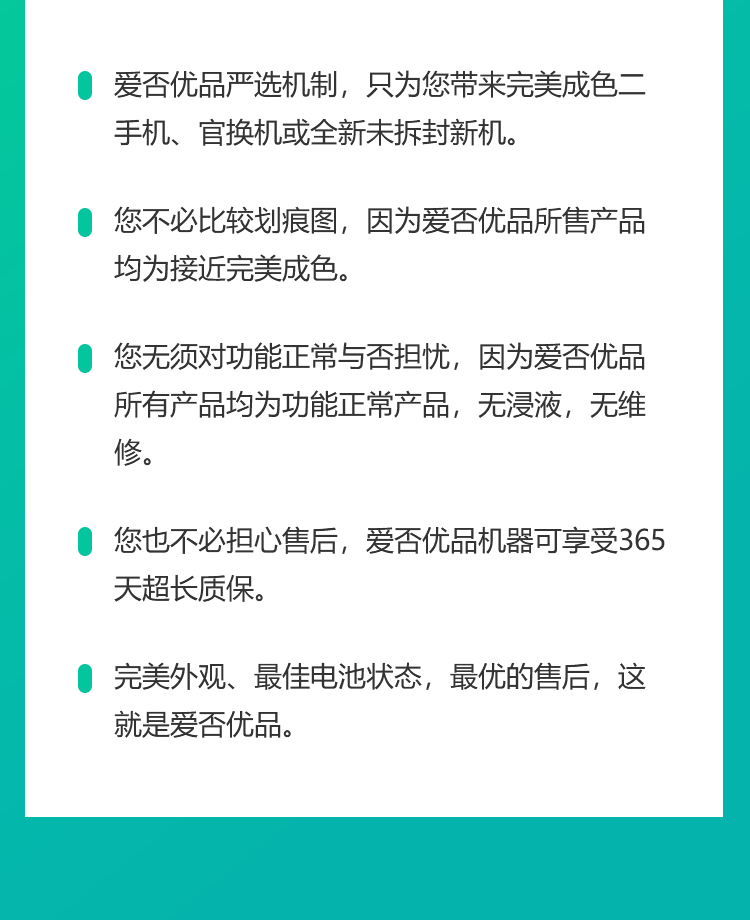 爱否优品严选机制，只为您带来完美成色二
手机、官换机或全新未拆封新机。
您不必比较划痕图，因为爱否优品所售产品
均为接近完美成色。
您无须对功能正常与否担忧，因为爱否优品
所有产品均为功能正常产品，无浸液，无维
修。
您也不必担心售后，爱否优品机器可享受365
天超长质保。
完美外观、最佳电池状态，最优的售后，这
就是爱否优品。